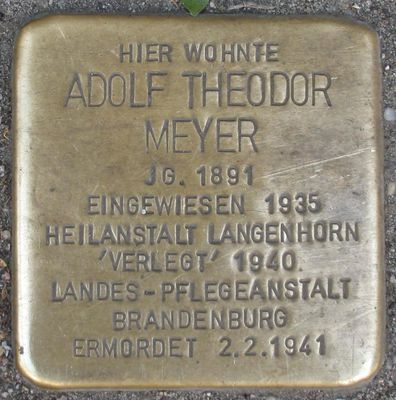 HIER WOHNTE
ADOLF THEODOR
MEYER
JG. 1891
EINGEWIESEN 1935
HEILANSTALT LANGENHORN
'VERLEGT' 1940
LANDES-PFLEGEANSTALT
BRANDENBURG
ERMORDET 2.2.1941